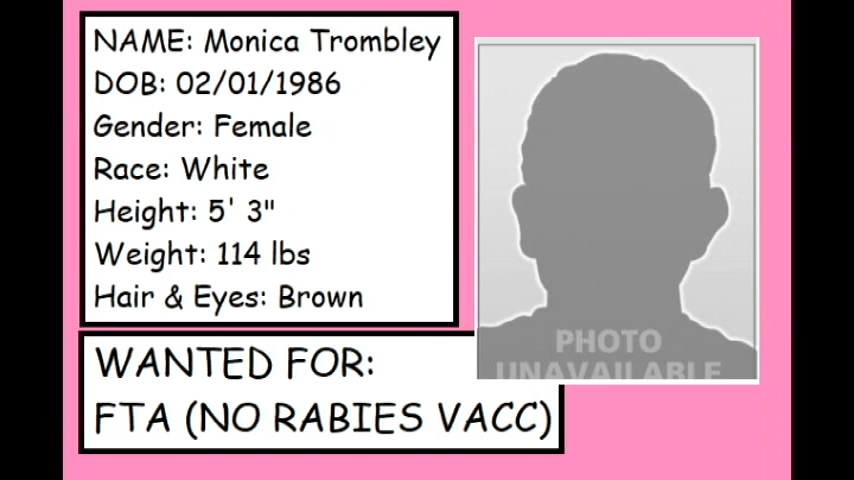 NAME: Monica Trombley
DOB: 02/01/1986
Gender: Female
Race: White
Height: 5' 3"
Weight: 114 lbs
Hair & Eyes: Brown
PHOTO
UNAVAILABLE
WANTED FOR:
FTA (NO RABIES VACC)